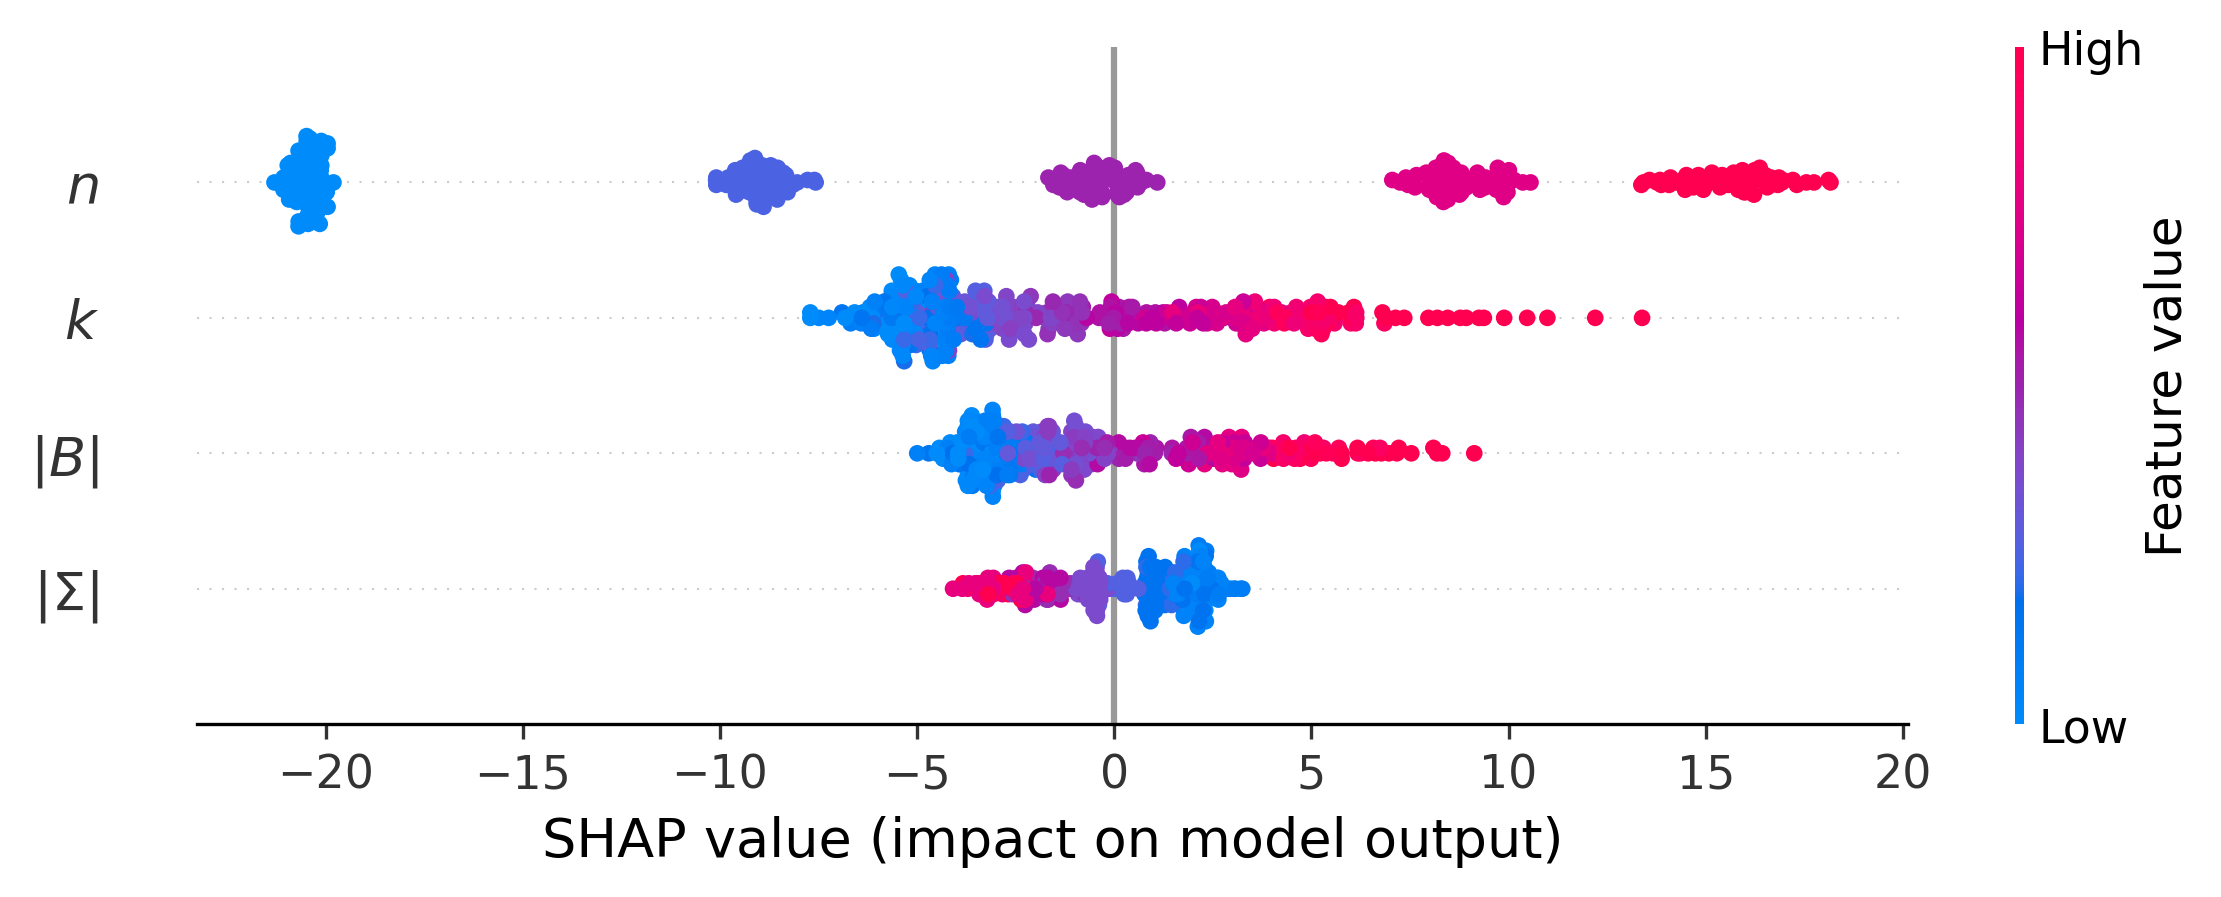 High
n
k
|B|
|Σ|
Feature value
Low
−20 −15 −10 −5 0 5 10 15 20
SHAP value (impact on model output)